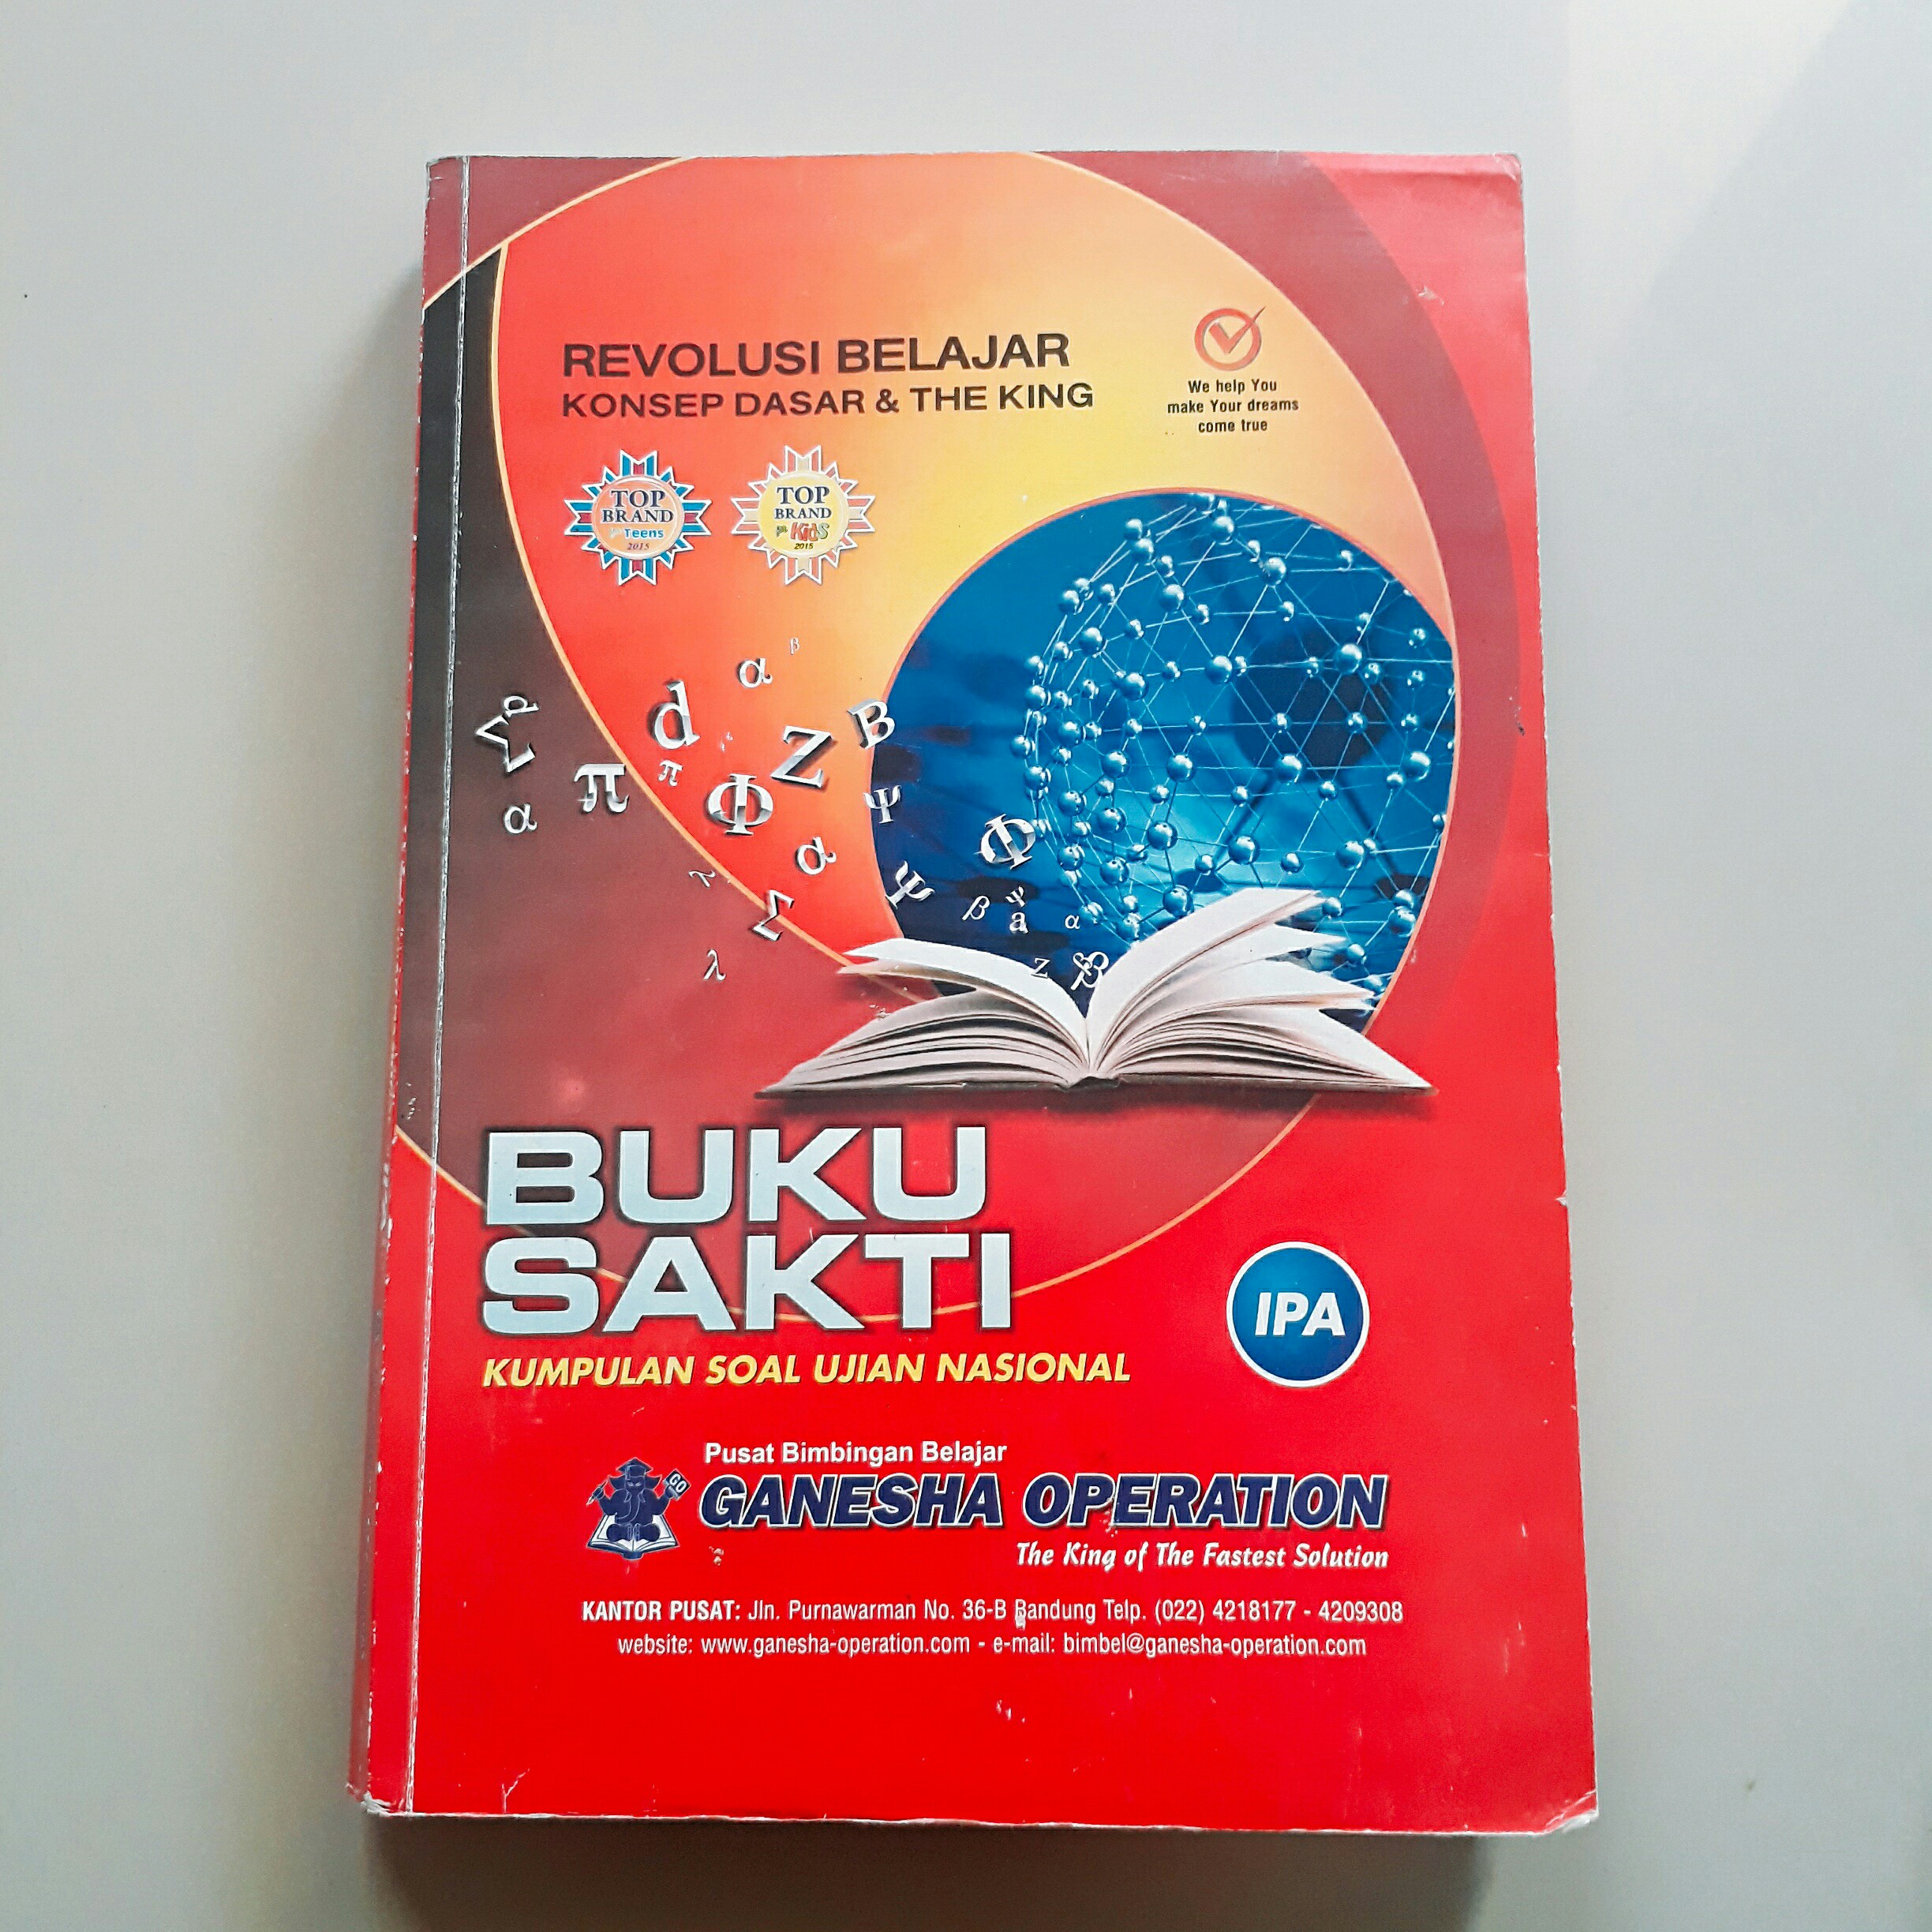 REVOLUSI BELAJAR
KONSEP DASAR & THE KING
We help You
make Your dreams
come true
TOP
BRAND
for Teens
2015
TOP
BRAND
for Kids
2015
β
α
ρ
Σ
d
B
Z
π
π
Φ
Ψ
α
α
Φ
λ
Ψ
Σ
β
Ψ
a
α
λ
Z
BUKU
SAKTI
IPA
KUMPULAN SOAL UJIAN NASIONAL
Pusat Bimbingan Belajar
GO
GANESHA OPERATION
The King of The Fastest Solution
KANTOR PUSAT: Jln. Purnawarman No. 36-B Bandung Telp. (022) 4218177 - 4209308
website: www.ganesha-operation.com - e-mail: bimbel@ganesha-operation.com